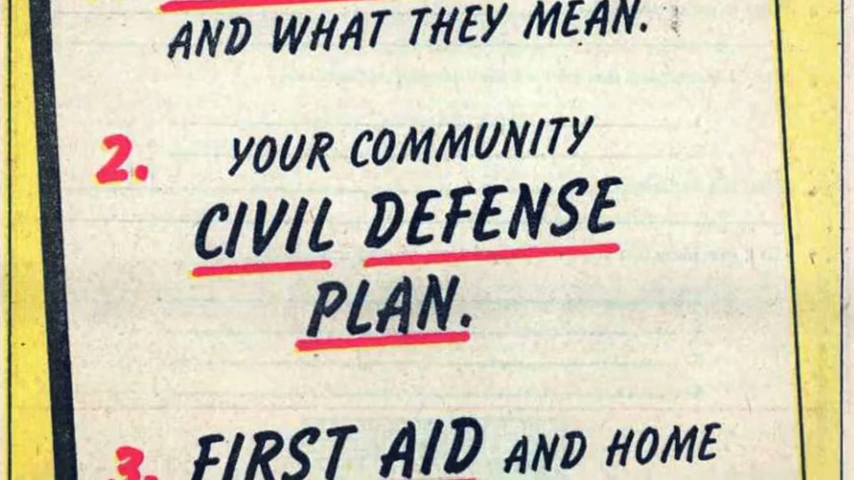 AND WHAT THEY MEAN.
2. YOUR COMMUNITY
CIVIL DEFENSE
PLAN.
3. FIRST AID AND HOME